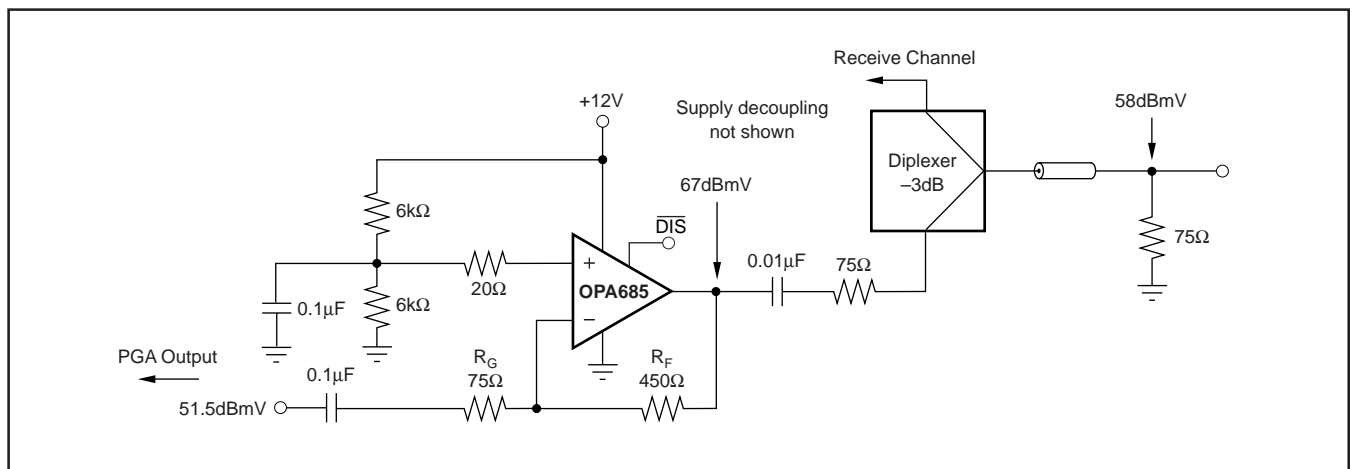 Receive Channel
+12V
Supply decoupling
not shown
58dBmV
Diplexer
–3dB
67dBmV
6kΩ
DIS
75Ω
+
20Ω
OPA685
–
0.01µF
75Ω
0.1µF
6kΩ
PGA Output
0.1µF
RG
75Ω
RF
450Ω
51.5dBmV